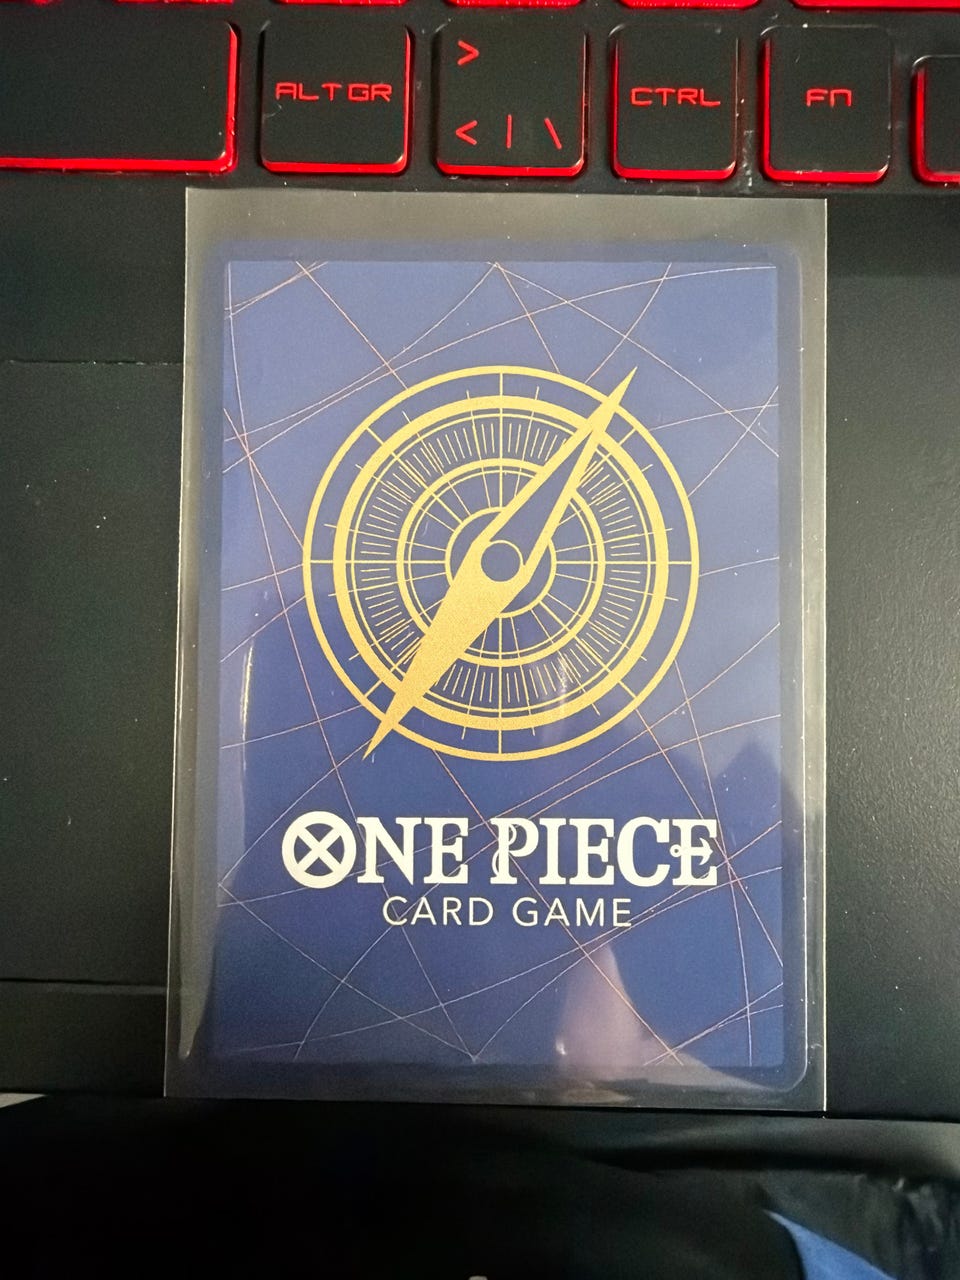 ALT GR
>
< | \
CTRL
FN
ONE PIECE
CARD GAME